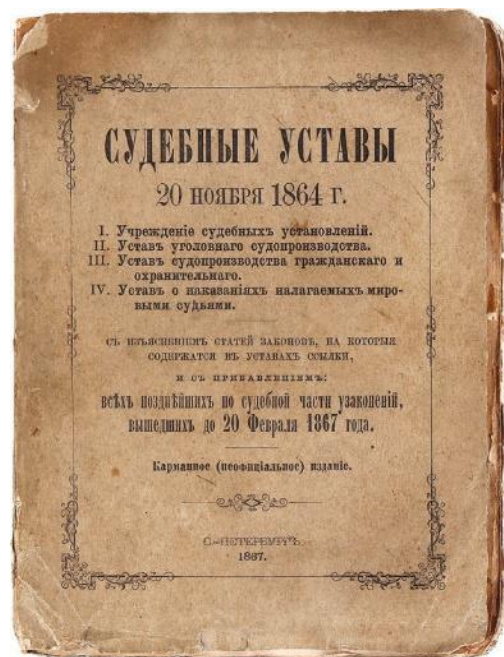 СУДЕБНЫЕ УСТАВЫ
20 НОЯБРЯ 1864 Г.
I. Учрежденіе судебныхъ установленій.
II. Уставъ уголовнаго судопроизводства.
III. Уставъ судопроизводства гражданскаго и
охранительнаго.
IV. Уставъ о наказаніяхъ налагаемыхъ миро-
выми судьями.
СЪ ИЗЪЯСНЕНІЕМЪ СТАТЕЙ ЗАКОНОВЪ, НА КОТОРЫЯ
СОДЕРЖАТСЯ ВЪ УСТАВАХЪ ССЫЛКИ,
И СЪ ПРИБАВЛЕНІЕМЪ:
всѣхъ позднѣйшихъ по судебной части узаконеній,
вышедшихъ до 20 Февраля 1867 года.
Карманное (неофиціальное) изданіе.
С.-ПЕТЕРБУРГЪ.
1867.